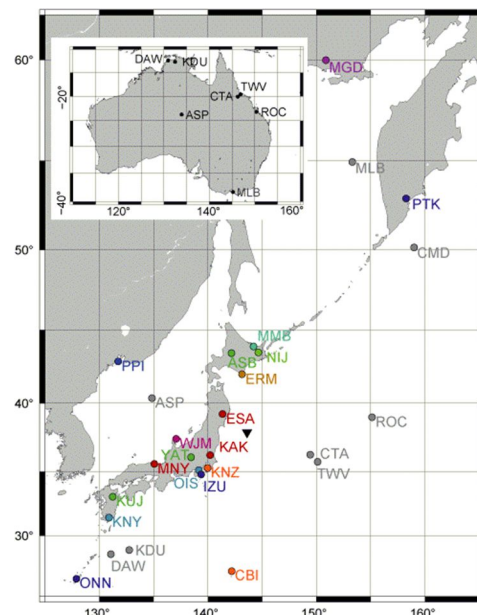 60°
MGD
DAW
KDU
TWV
CTA
ROC
ASP
MLB
−20°
−40°
120°
140°
160°
MLB
PTK
CMD
50°
MMB
NIJ
ASB
ERM
PPI
ASP
ESA
ROC
40°
WJM
KAK
YAT
CTA
MNY
KNZ
TWV
OIS
IZU
KUJ
KNY
30°
KDU
DAW
CBI
ONN
130°
140°
150°
160°